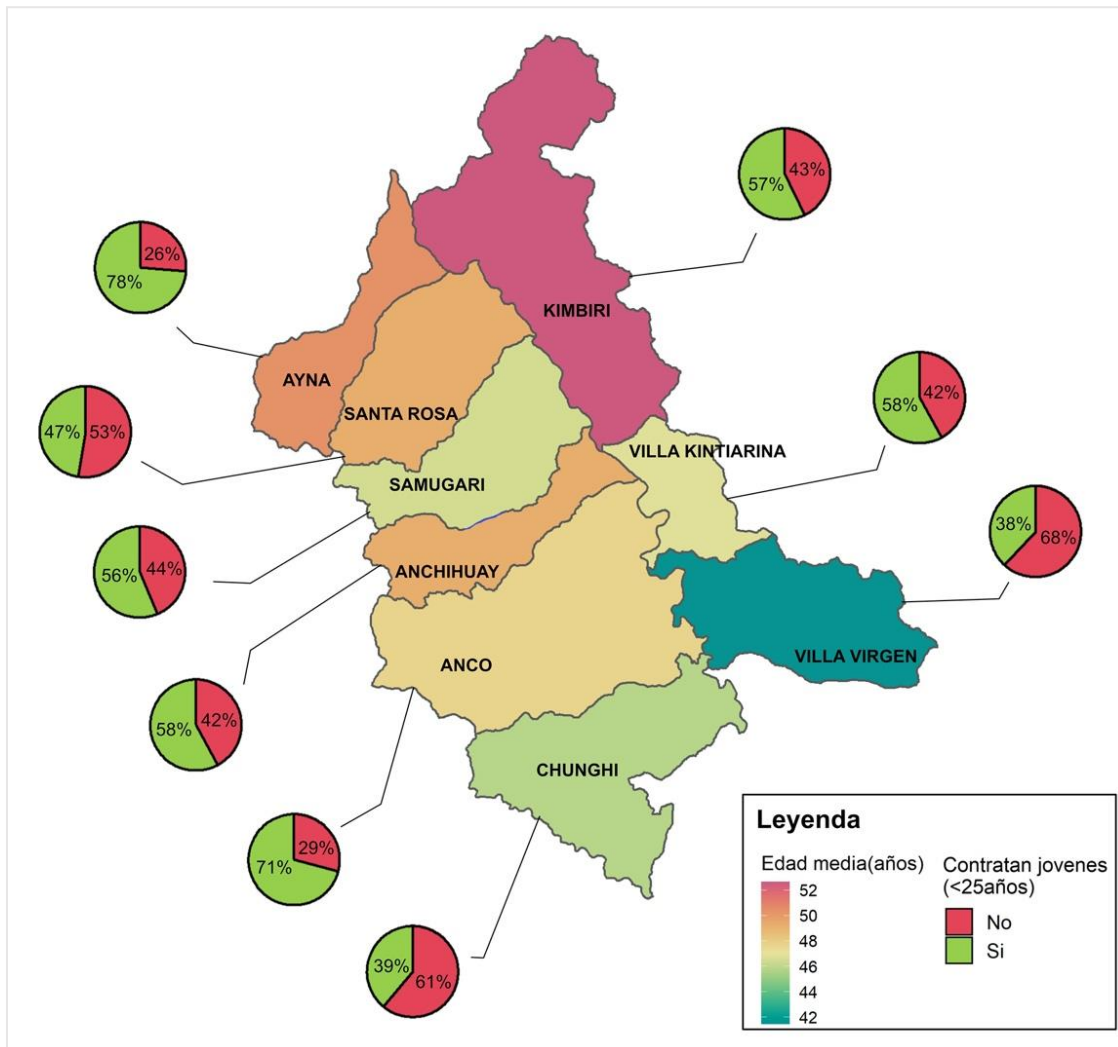 43%
57%
26%
78%
KIMBIRI
AYNA
SANTA ROSA
42%
58%
47%
53%
VILLA KINTIARINA
SAMUGARI
38%
68%
56%
44%
ANCHIHUAY
VILLA VIRGEN
ANCO
58%
42%
CHUNGHI
29%
71%
39%
61%
Leyenda
Edad media(años)
52
50
48
46
44
42
Contratan jovenes
(<25años)
No
Si